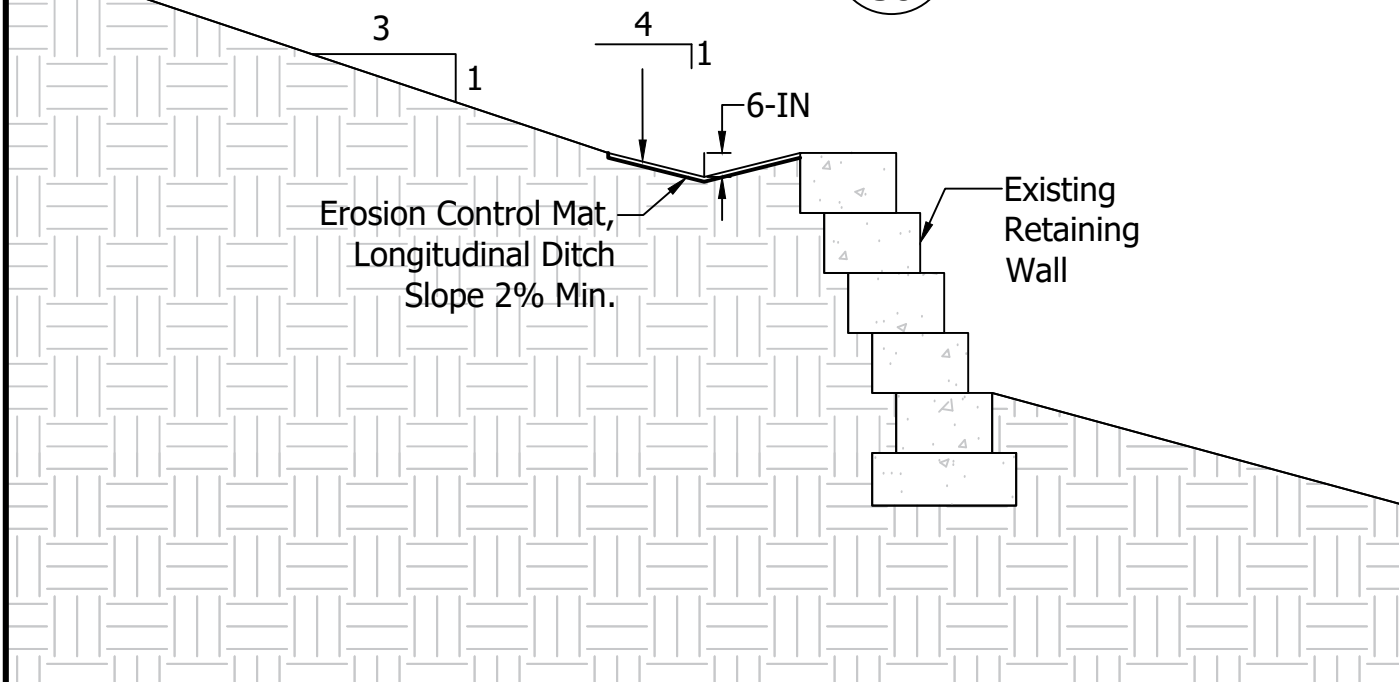 3
1
4
1
6-IN
Erosion Control Mat,
Longitudinal Ditch
Slope 2% Min.
Existing
Retaining
Wall